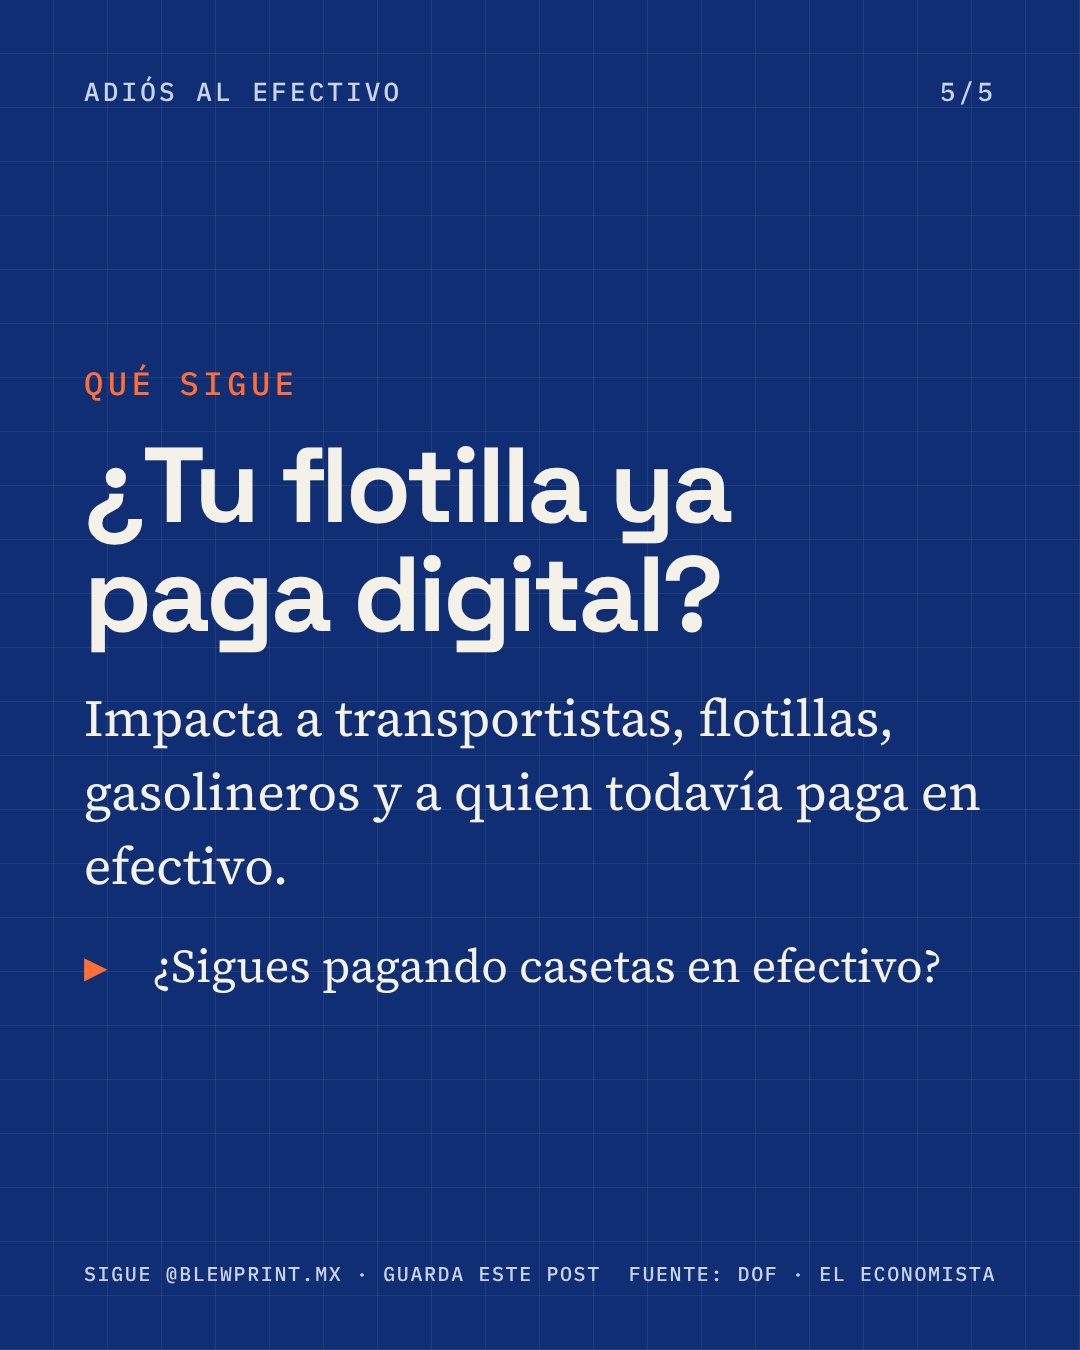 ADIÓS AL EFECTIVO 5/5
QUÉ SIGUE
¿Tu flotilla ya
paga digital?
Impacta a transportistas, flotillas,
gasolineros y a quien todavía paga en
efectivo.
▶ ¿Sigues pagando casetas en efectivo?
SIGUE @BLEWPRINT.MX · GUARDA ESTE POST FUENTE: DOF · EL ECONOMISTA